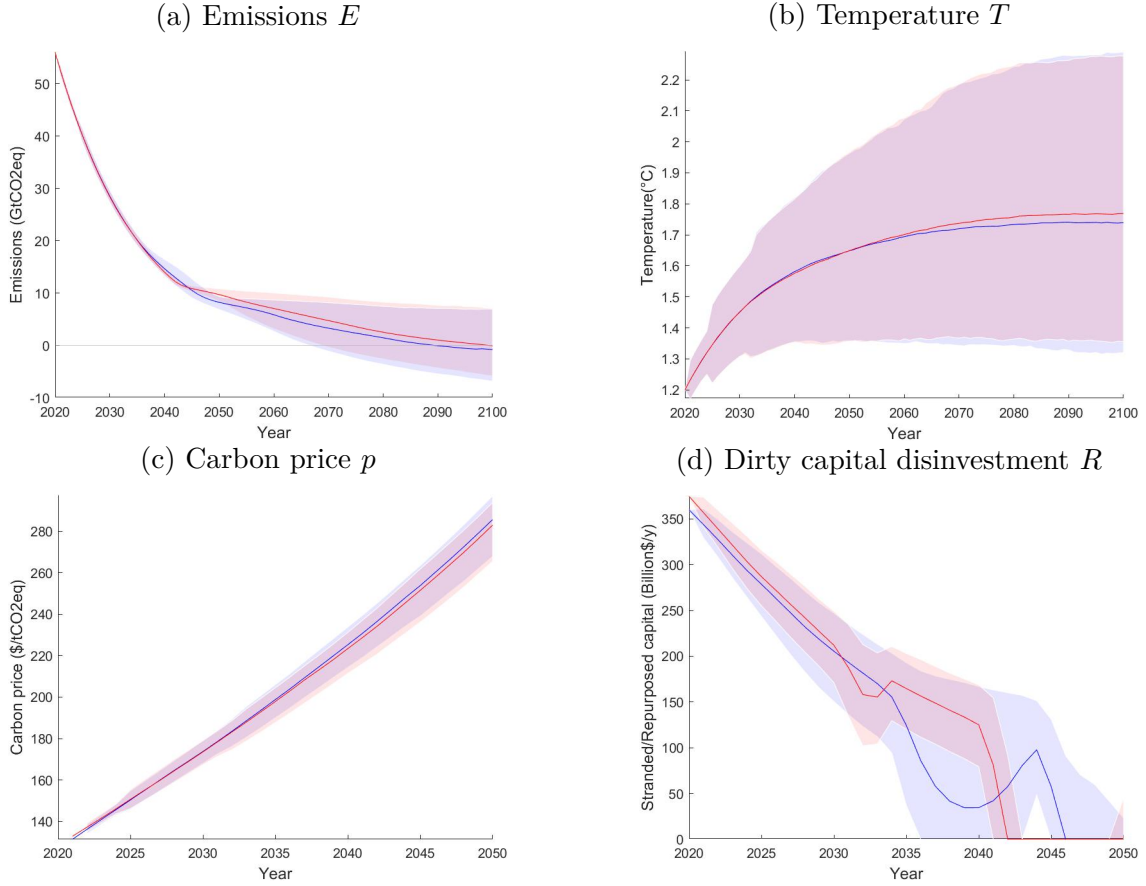 (a) Emissions E
(b) Temperature T
Emissions (GtCO2eq)
50
40
30
20
10
0
-10
2020 2030 2040 2050 2060 2070 2080 2090 2100
Year
Temperature(°C)
2.2
2.1
2
1.9
1.8
1.7
1.6
1.5
1.4
1.3
1.2
2020 2030 2040 2050 2060 2070 2080 2090 2100
Year
(c) Carbon price p
(d) Dirty capital disinvestment R
Carbon price ($/tCO2eq)
280
260
240
220
200
180
160
140
2020 2025 2030 2035 2040 2045 2050
Year
Stranded/Repurposed capital (Billion$/y)
350
300
250
200
150
100
50
0
2020 2025 2030 2035 2040 2045 2050
Year